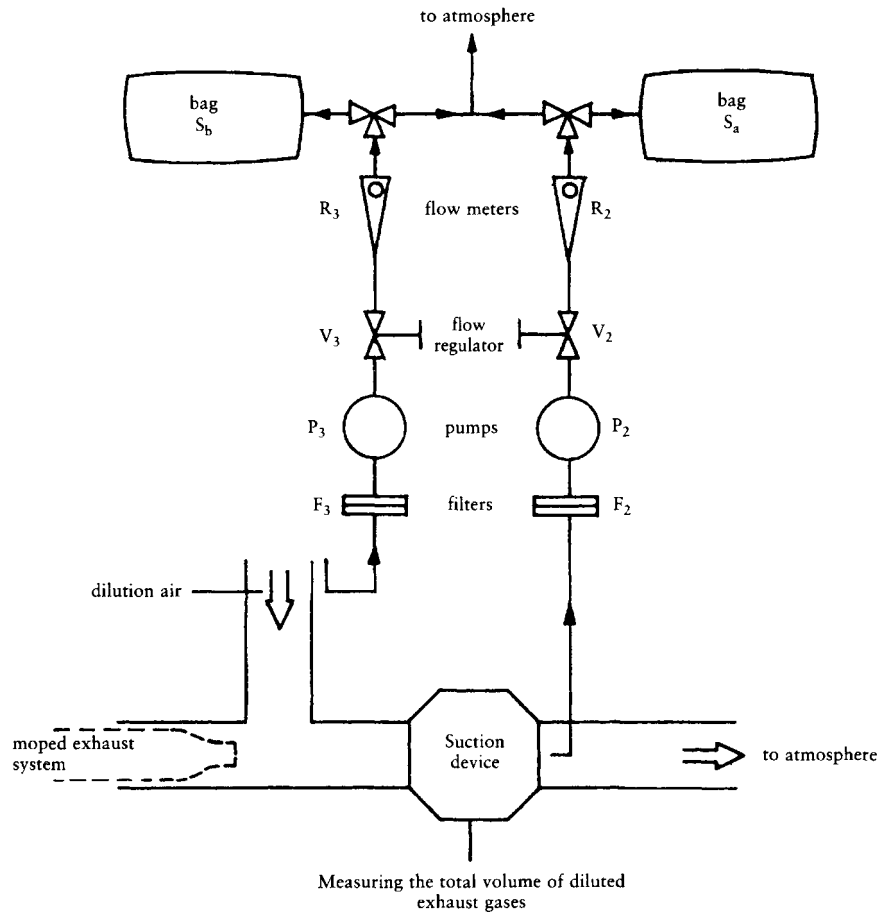 to atmosphere
bag
S_b
bag
S_a
R_3
flow meters
R_2
V_3
flow
regulator
V_2
P_3
pumps
P_2
F_3
filters
F_2
dilution air
moped exhaust
system
Suction
device
to atmosphere
Measuring the total volume of diluted
exhaust gases